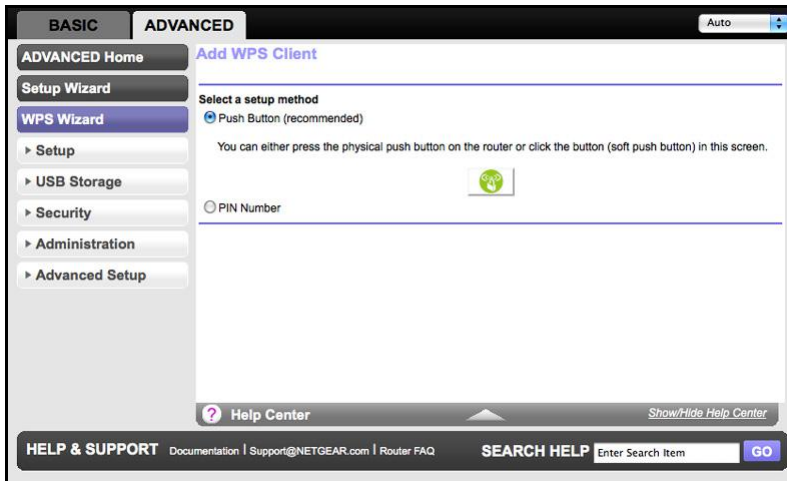 BASIC ADVANCED Auto
ADVANCED Home
Setup Wizard
WPS Wizard
Setup
USB Storage
Security
Administration
Advanced Setup
Add WPS Client
Select a setup method
Push Button (recommended)
You can either press the physical push button on the router or click the button (soft push button) in this screen.
PIN Number
? Help Center Show/Hide Help Center
HELP & SUPPORT Documentation | Support@NETGEAR.com | Router FAQ SEARCH HELP Enter Search Item GO